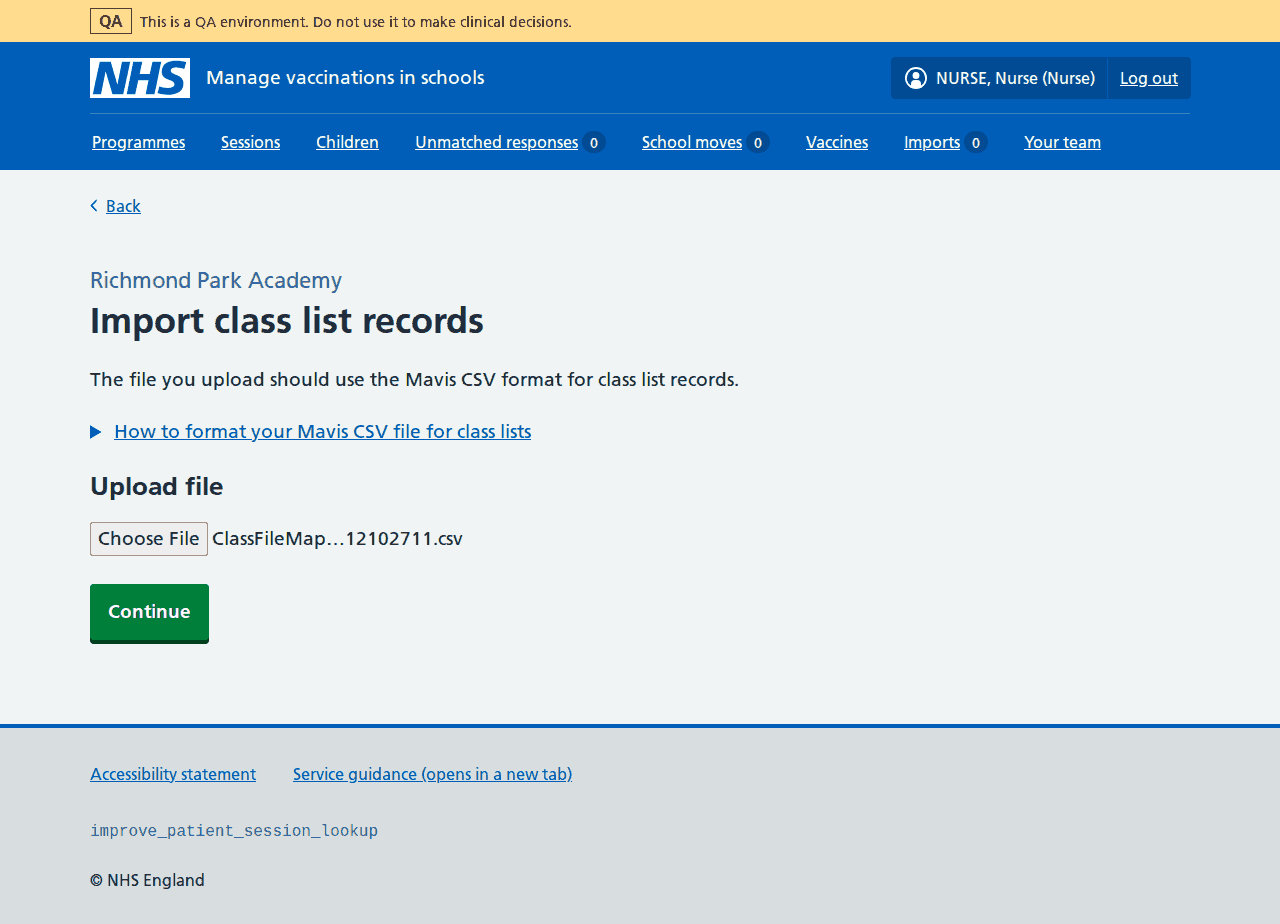 QA This is a QA environment. Do not use it to make clinical decisions.
NHS Manage vaccinations in schools NURSE, Nurse (Nurse) Log out
Programmes Sessions Children Unmatched responses 0 School moves 0 Vaccines Imports 0 Your team
Back
Richmond Park Academy
Import class list records
The file you upload should use the Mavis CSV format for class list records.
How to format your Mavis CSV file for class lists
Upload file
Choose File ClassFileMap…12102711.csv
Continue
Accessibility statement Service guidance (opens in a new tab)
improve_patient_session_lookup
© NHS England